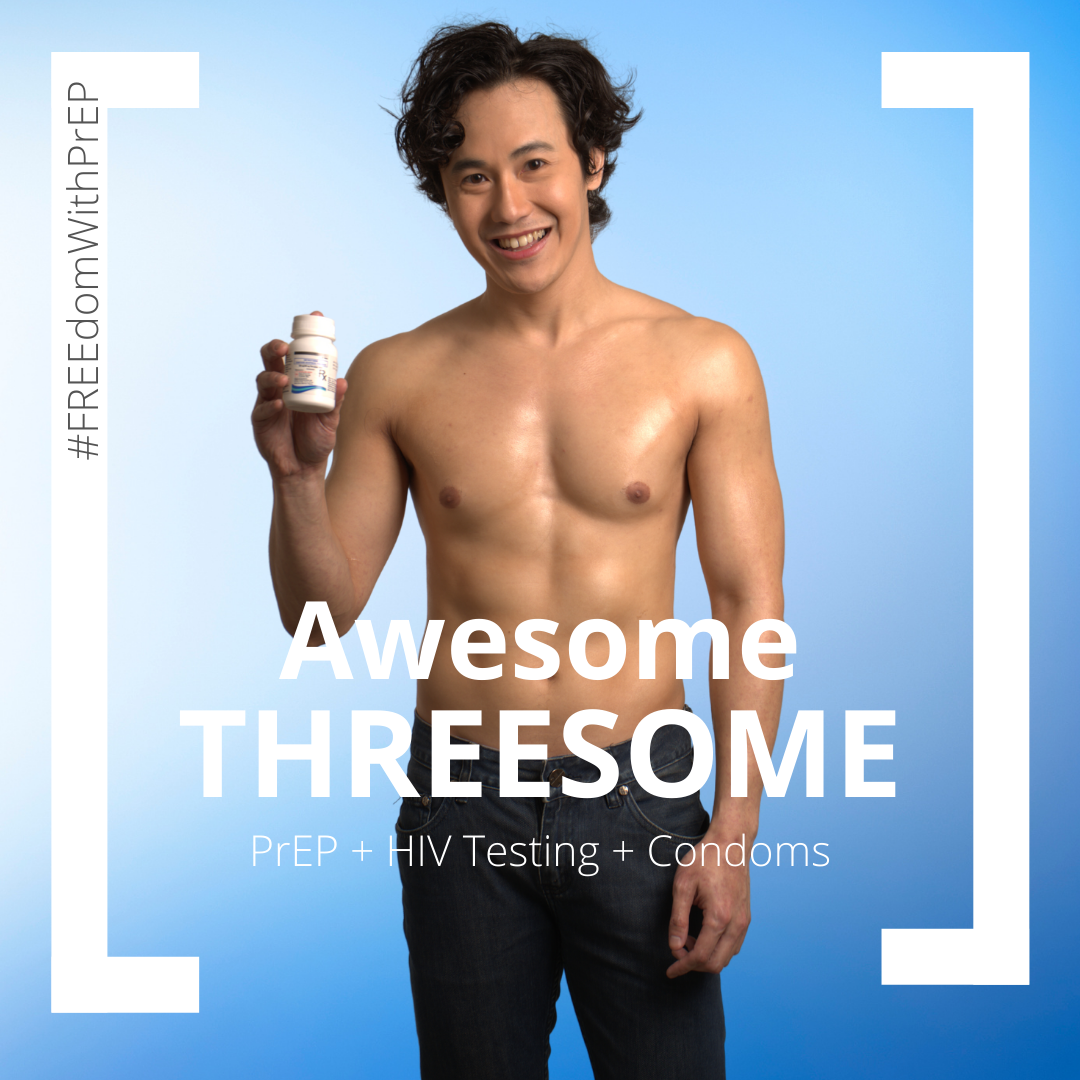 #FREEdomWithPrEP
Awesome
THREESOME
PrEP + HIV Testing + Condoms